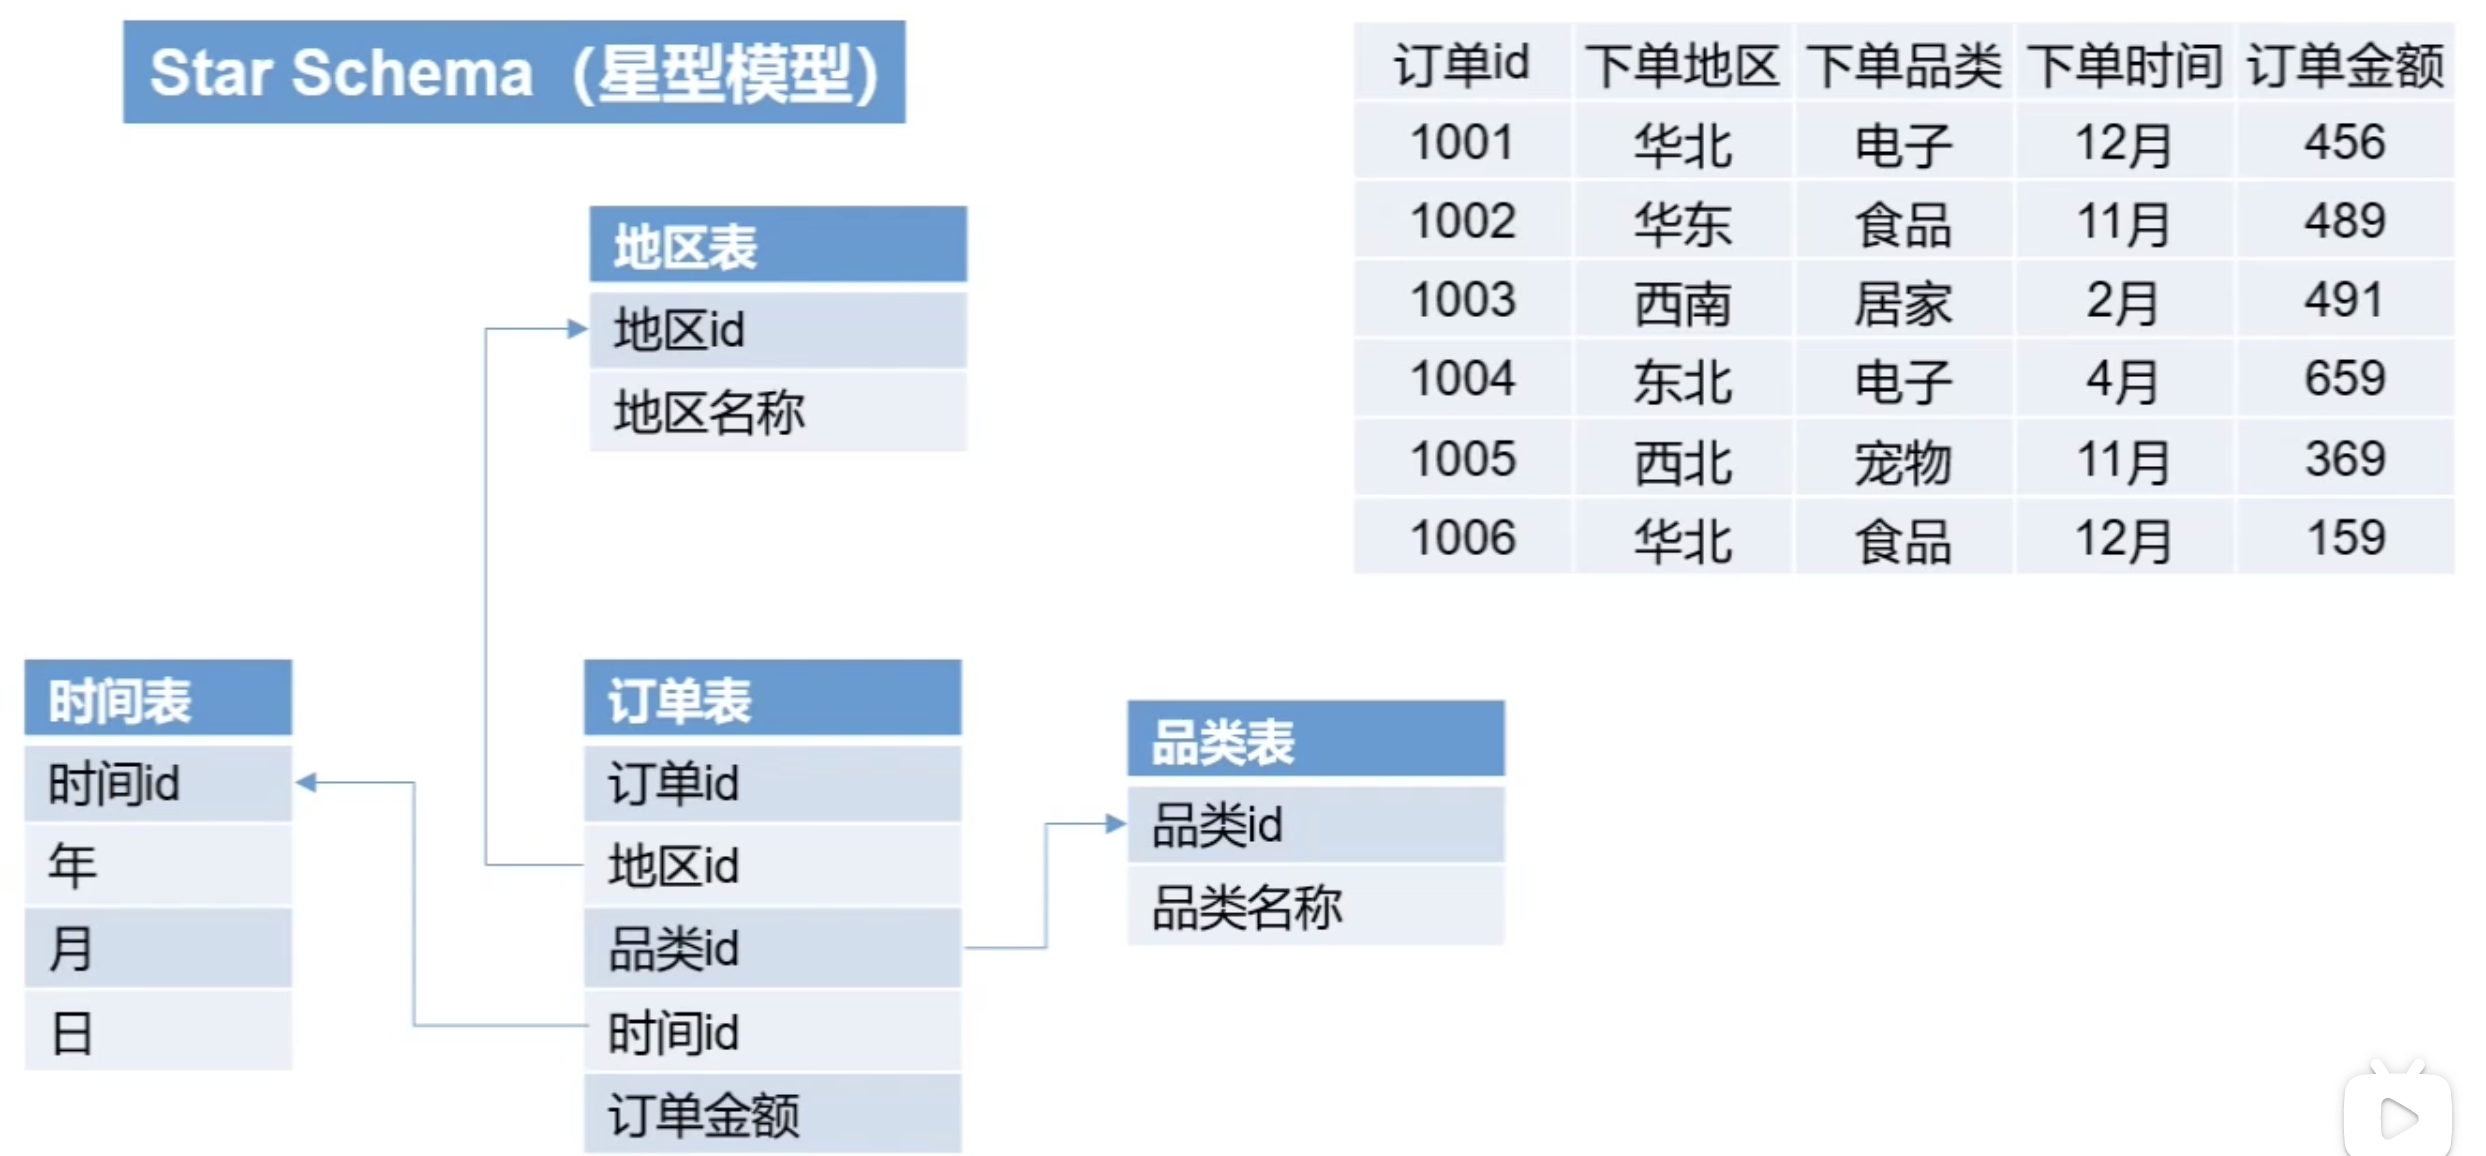 Star Schema（星型模型）
订单id 下单地区 下单品类 下单时间 订单金额
1001 华北 电子 12月 456
1002 华东 食品 11月 489
1003 西南 居家 2月 491
1004 东北 电子 4月 659
1005 西北 宠物 11月 369
1006 华北 食品 12月 159
地区表
地区id
地区名称
时间表
时间id
年
月
日
订单表
订单id
地区id
品类id
时间id
订单金额
品类表
品类id
品类名称